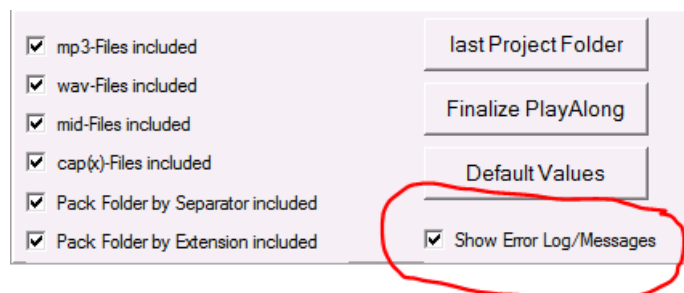 mp3-Files included
wav-Files included
mid-Files included
cap(x)-Files included
Pack Folder by Separator included
Pack Folder by Extension included
last Project Folder
Finalize PlayAlong
Default Values
Show Error Log/Messages